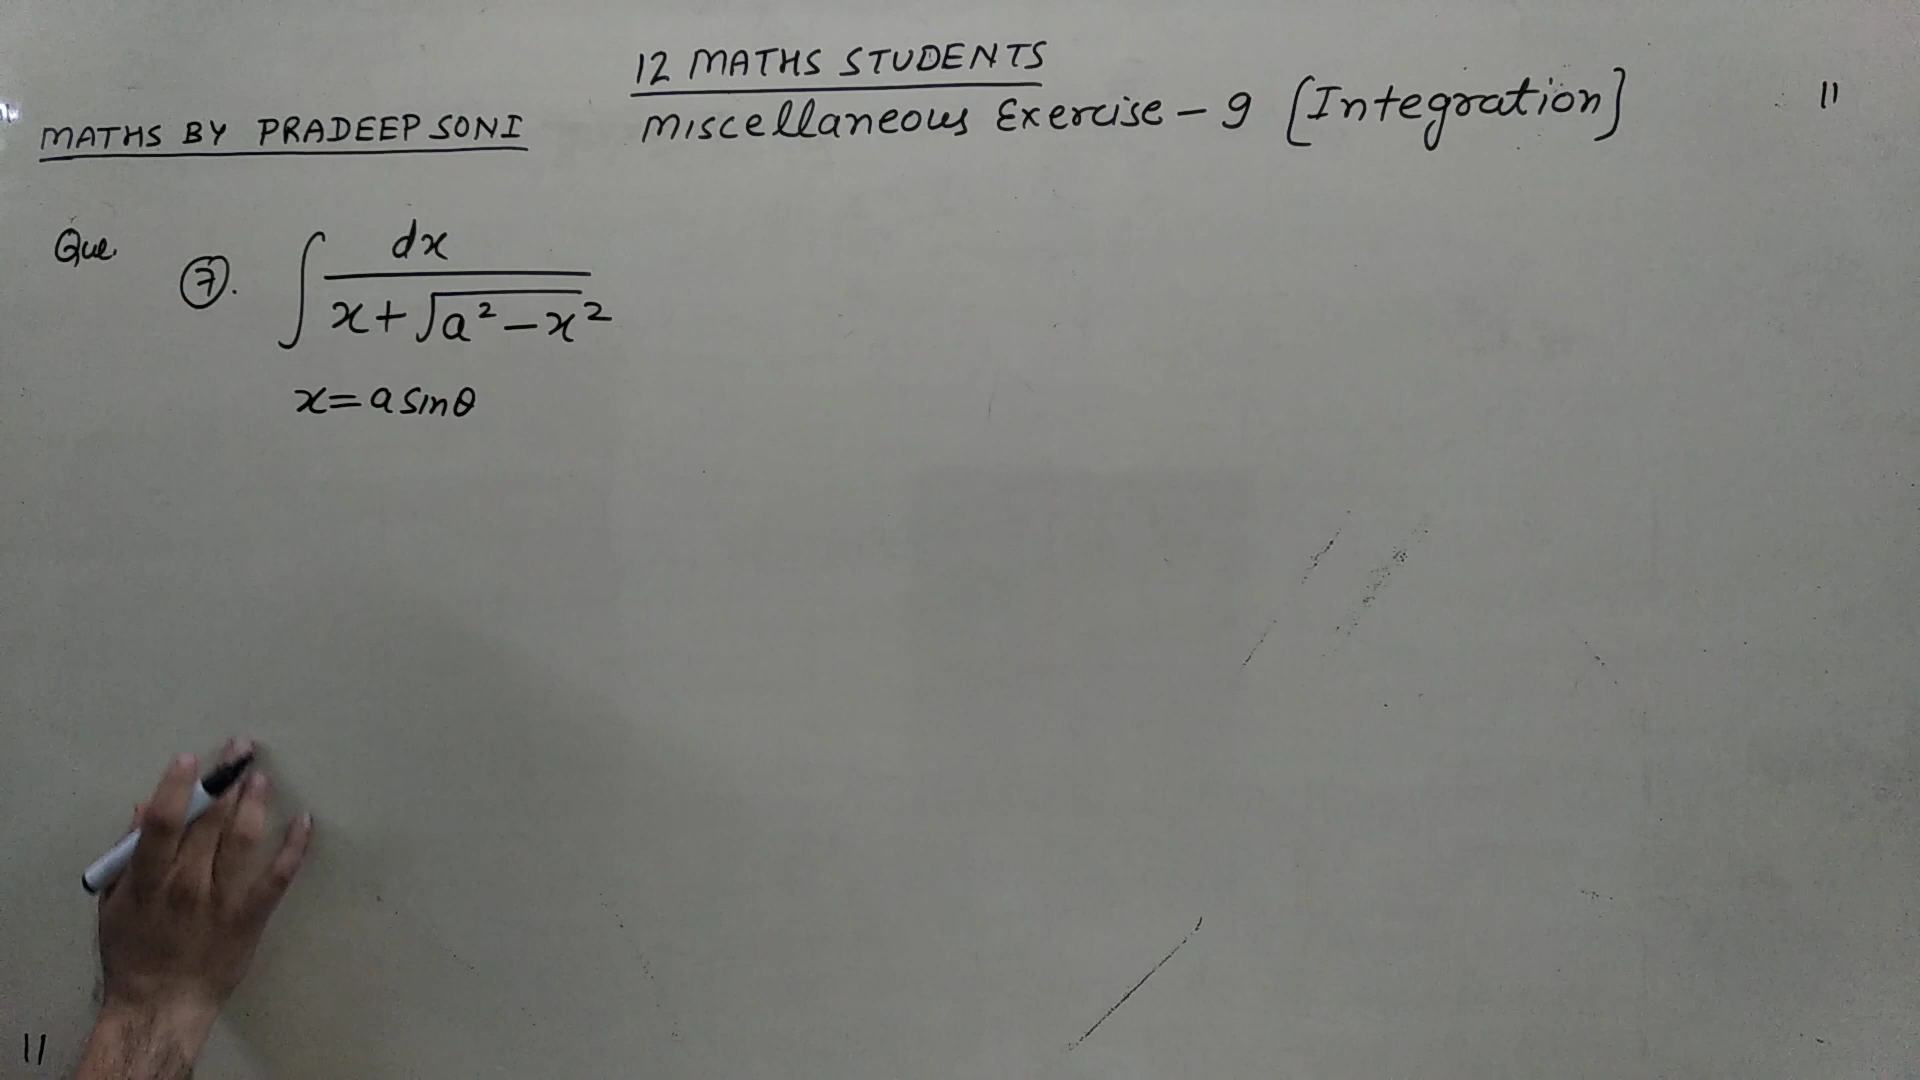 12 MATHS STUDENTS
MATHS BY PRADEEP SONI
Miscellaneous Exercise - 9 [Integration]
11
Que. 7. ∫ dx / (x + √(a² - x²))
x = a sinθ
11